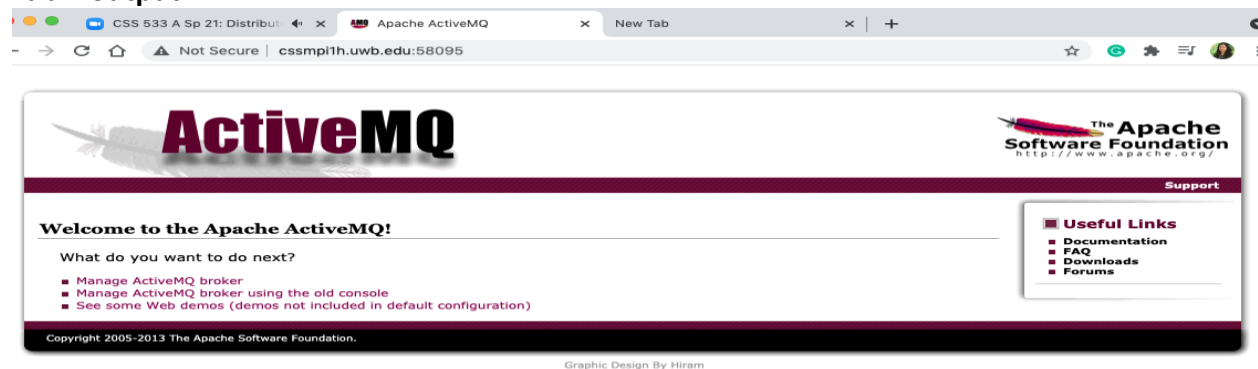 CSS 533 A Sp 21: Distribut
Apache ActiveMQ
New Tab
Not Secure | cssmpi1h.uwb.edu:58095
ActiveMQ
The Apache
Software Foundation
http://www.apache.org/
Support
Welcome to the Apache ActiveMQ!
What do you want to do next?
Manage ActiveMQ broker
Manage ActiveMQ broker using the old console
See some Web demos (demos not included in default configuration)
Useful Links
Documentation
FAQ
Downloads
Forums
Copyright 2005-2013 The Apache Software Foundation.
Graphic Design By Hiram